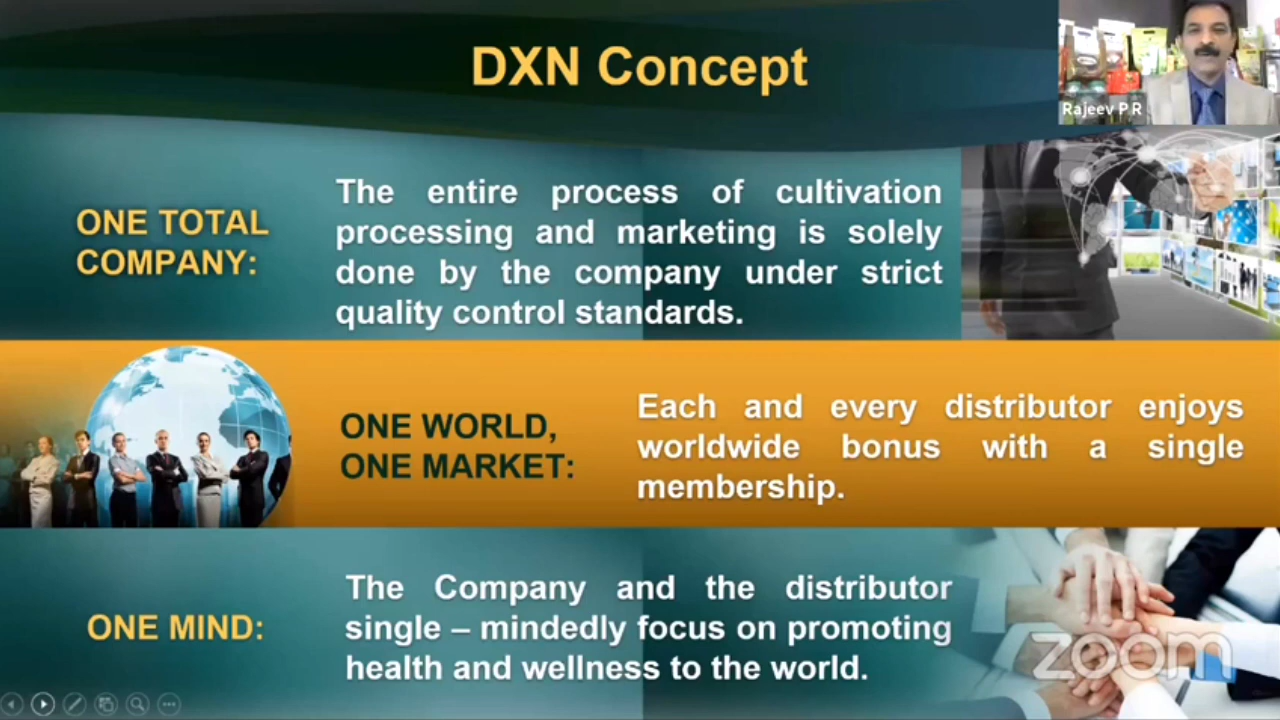 DXN Concept
Rajeev P R
ONE TOTAL
COMPANY:
The entire process of cultivation
processing and marketing is solely
done by the company under strict
quality control standards.
ONE WORLD,
ONE MARKET:
Each and every distributor enjoys
worldwide bonus with a single
membership.
ONE MIND:
The Company and the distributor
single – mindedly focus on promoting
health and wellness to the world.
zoom